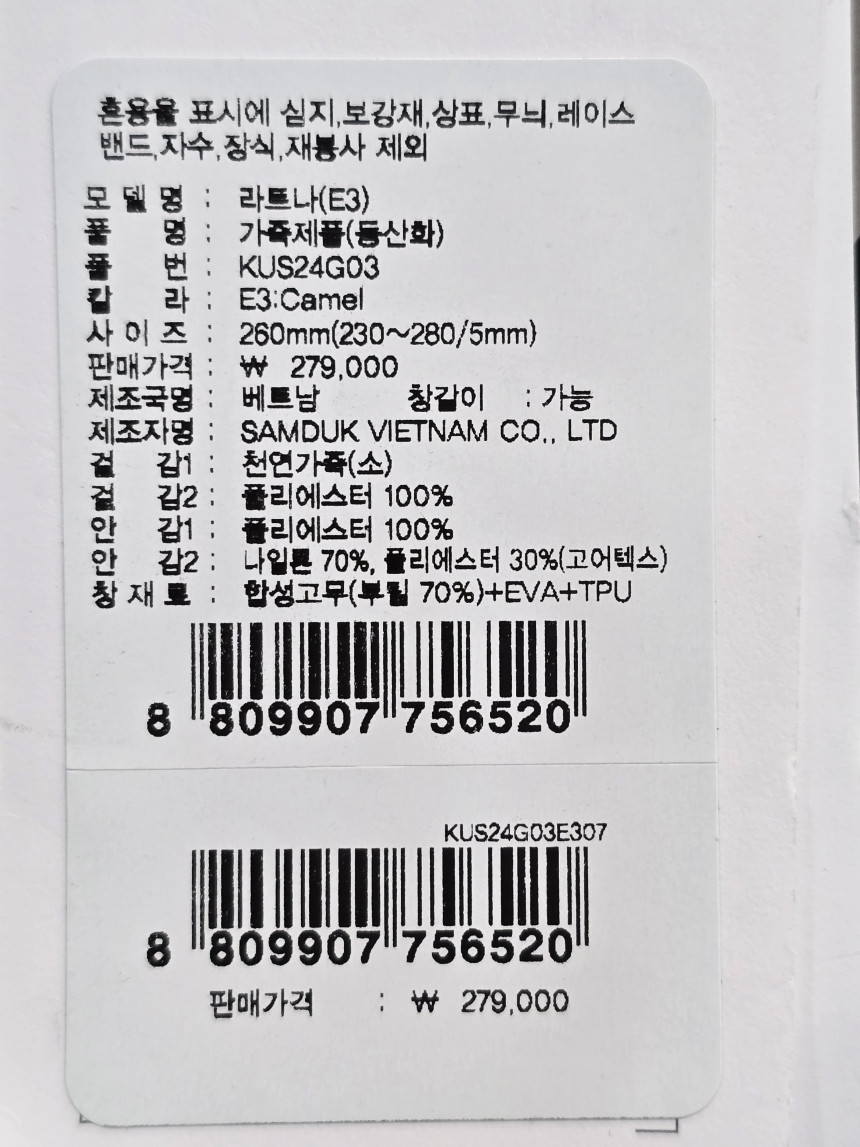 혼용율 표시에 심지,보강재,상표,무늬,레이스
밴드,자수,장식,재봉사 제외
모 델 명 : 라트나(E3)
품 명 : 가죽제품(등산화)
품 번 : KUS24G03
칼 라 : E3:Camel
사 이 즈 : 260mm(230~280/5mm)
판매가격 : ₩ 279,000
제조국명 : 베트남 창갈이 : 가능
제조자명 : SAMDUK VIETNAM CO., LTD
겉 감1 : 천연가죽(소)
겉 감2 : 폴리에스터 100%
안 감1 : 폴리에스터 100%
안 감2 : 나일론 70%, 폴리에스터 30%(고어텍스)
창 재 료 : 합성고무(부틸 70%)+EVA+TPU
8 809907 756520
KUS24G03E307
8 809907 756520
판매가격 : ₩ 279,000